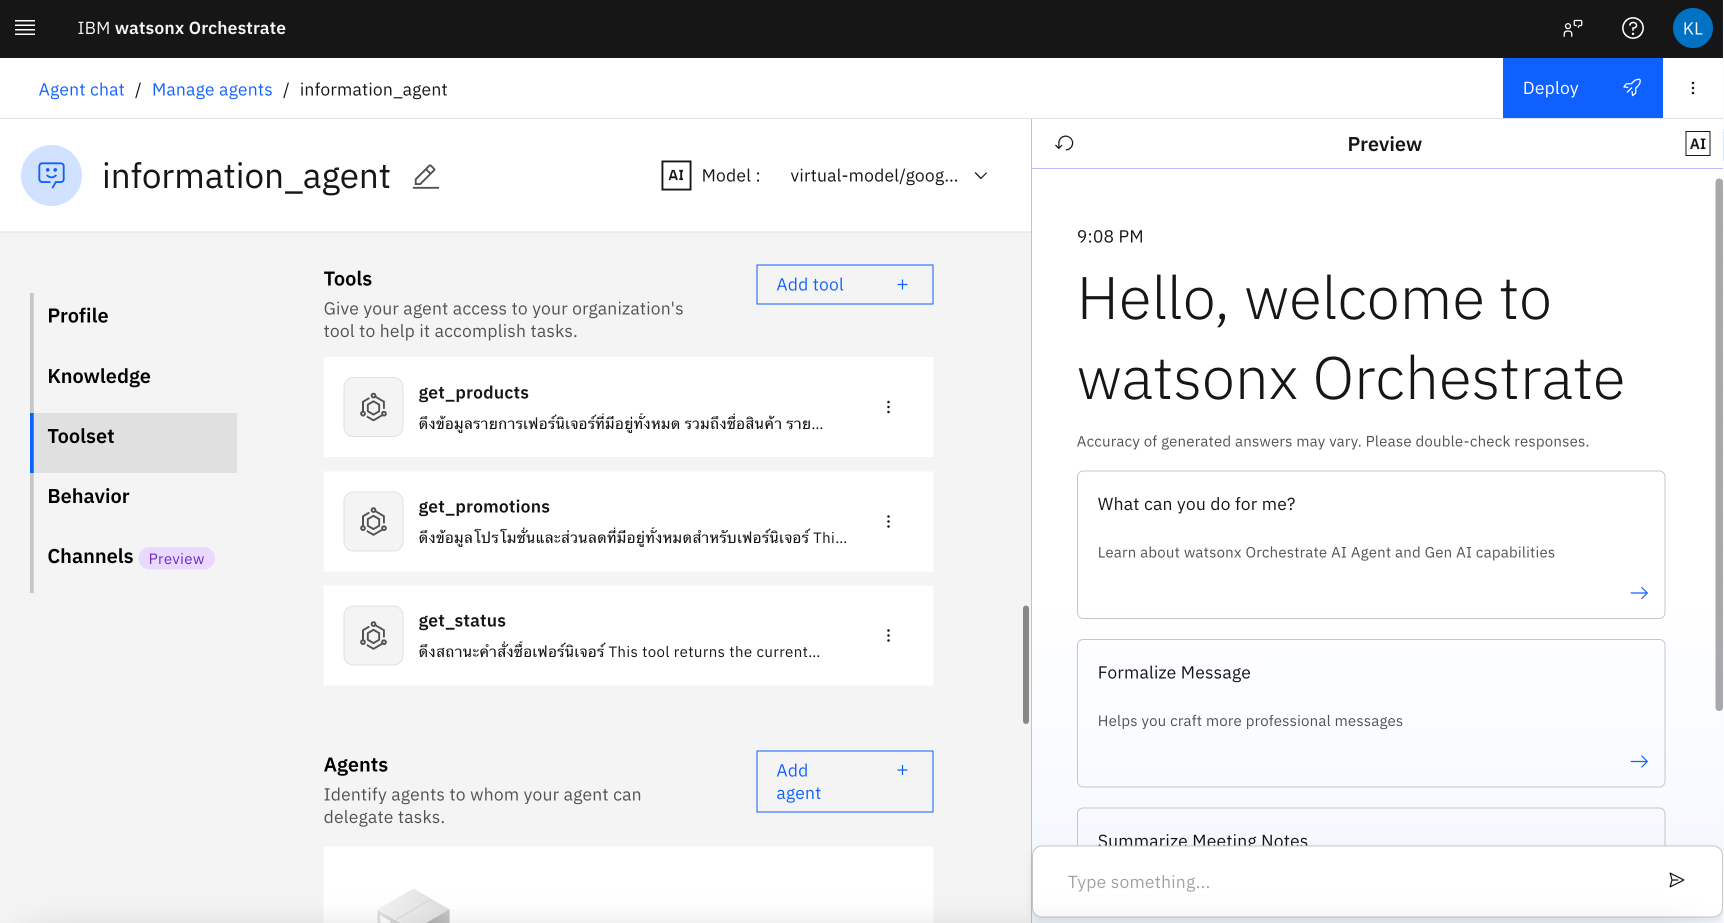 IBM watsonx Orchestrate
KL
Agent chat / Manage agents / information_agent
Deploy
information_agent
AI Model : virtual-model/goog...
Preview
AI
Profile
Knowledge
Toolset
Behavior
Channels Preview
Tools
Give your agent access to your organization's
tool to help it accomplish tasks.
Add tool +
get_products
ดึงข้อมูลรายการเฟอร์นิเจอร์ที่มีอยู่ทั้งหมด รวมถึงชื่อสินค้า ราย...
get_promotions
ดึงข้อมูลโปรโมชั่นและส่วนลดที่มีอยู่ทั้งหมดสำหรับเฟอร์นิเจอร์ Thi...
get_status
ดึงสถานะคำสั่งซื้อเฟอร์นิเจอร์ This tool returns the current...
Agents
Identify agents to whom your agent can
delegate tasks.
Add
agent +
9:08 PM
Hello, welcome to
watsonx Orchestrate
Accuracy of generated answers may vary. Please double-check responses.
What can you do for me?
Learn about watsonx Orchestrate AI Agent and Gen AI capabilities
Formalize Message
Helps you craft more professional messages
Summarize Meeting Notes
Type something...